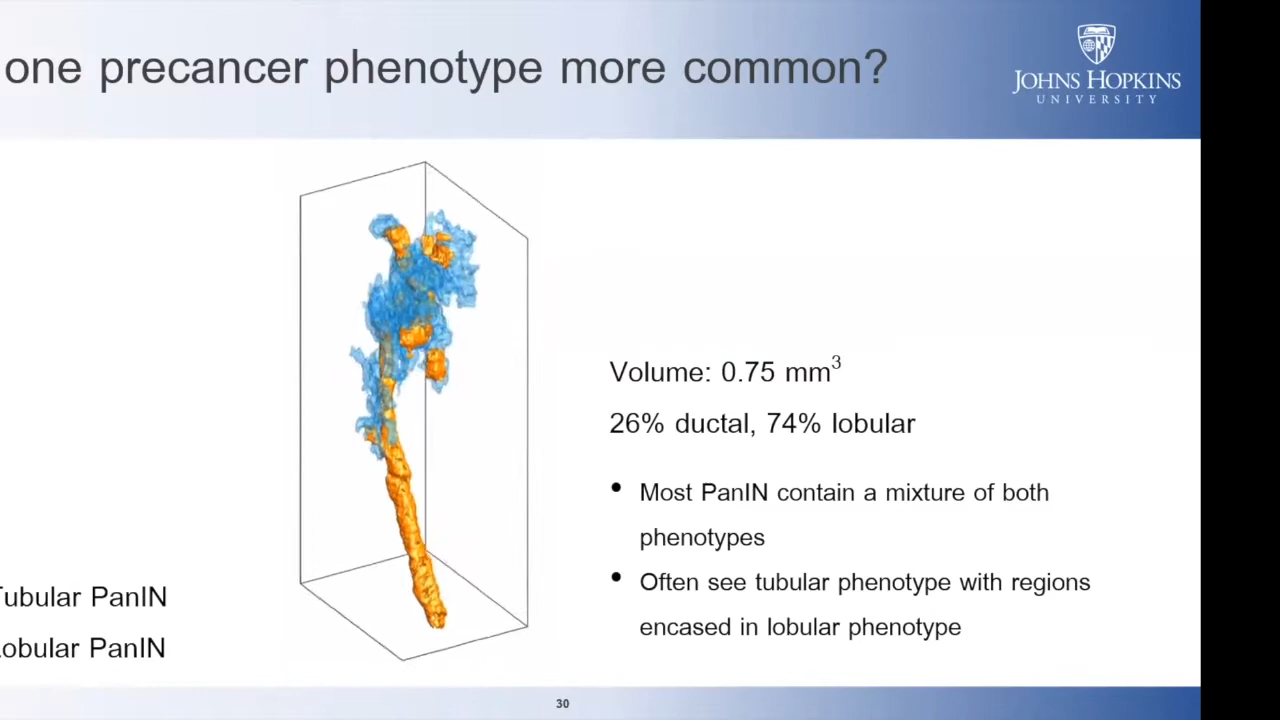 one precancer phenotype more common?
JOHNS HOPKINS
UNIVERSITY
Volume: 0.75 mm³
26% ductal, 74% lobular
• Most PanIN contain a mixture of both
phenotypes
• Often see tubular phenotype with regions
encased in lobular phenotype
Tubular PanIN
Lobular PanIN
30